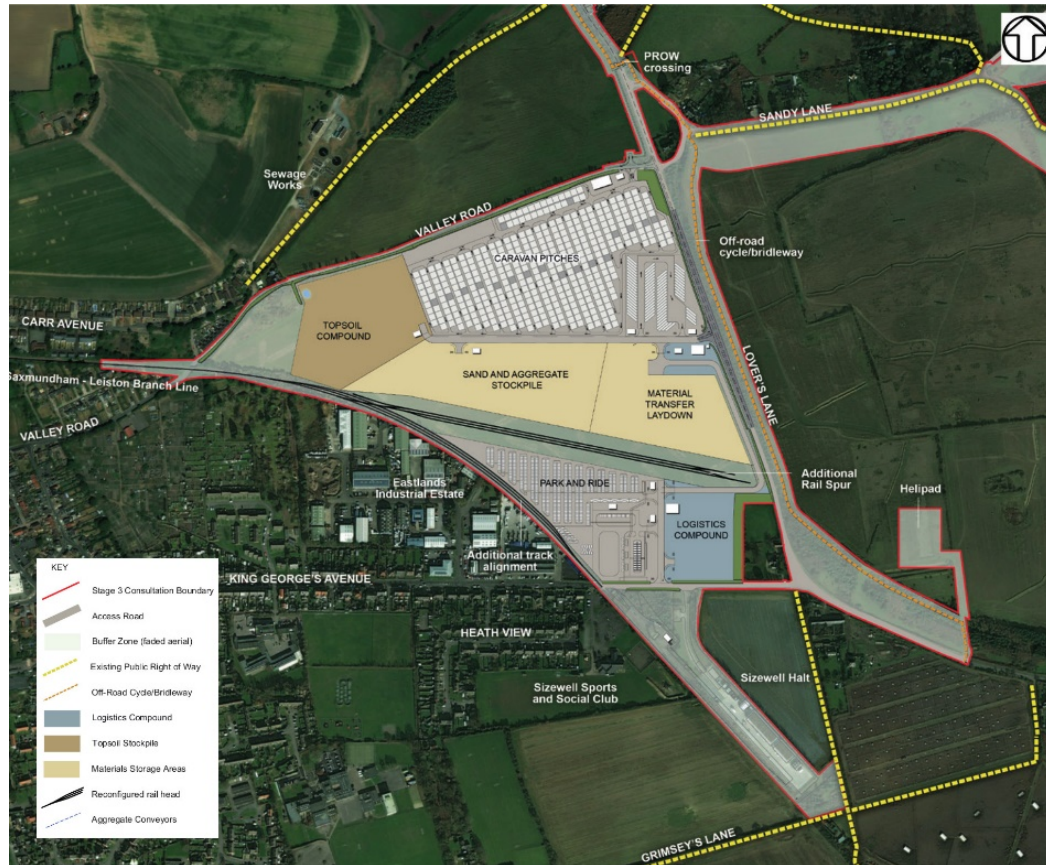 PROW
crossing
SANDY LANE
Sewage
Works
VALLEY ROAD
CARAVAN PITCHES
Off-road
cycle/bridleway
TOPSOIL
COMPOUND
CARR AVENUE
SAND AND AGGREGATE
STOCKPILE
LOVER'S LANE
Saxmundham - Leiston Branch Line
MATERIAL
TRANSFER
LAYDOWN
VALLEY ROAD
Additional
Rail Spur
Eastlands
Industrial Estate
PARK AND RIDE
Helipad
LOGISTICS
COMPOUND
Additional track
alignment
KING GEORGE'S AVENUE
HEATH VIEW
Sizewell Sports
and Social Club
Sizewell Halt
GRIMSEY'S LANE
KEY
Stage 3 Consultation Boundary
Access Road
Buffer Zone (faded aerial)
Existing Public Right of Way
Off-Road Cycle/Bridleway
Logistics Compound
Topsoil Stockpile
Materials Storage Areas
Reconfigured rail head
Aggregate Conveyors